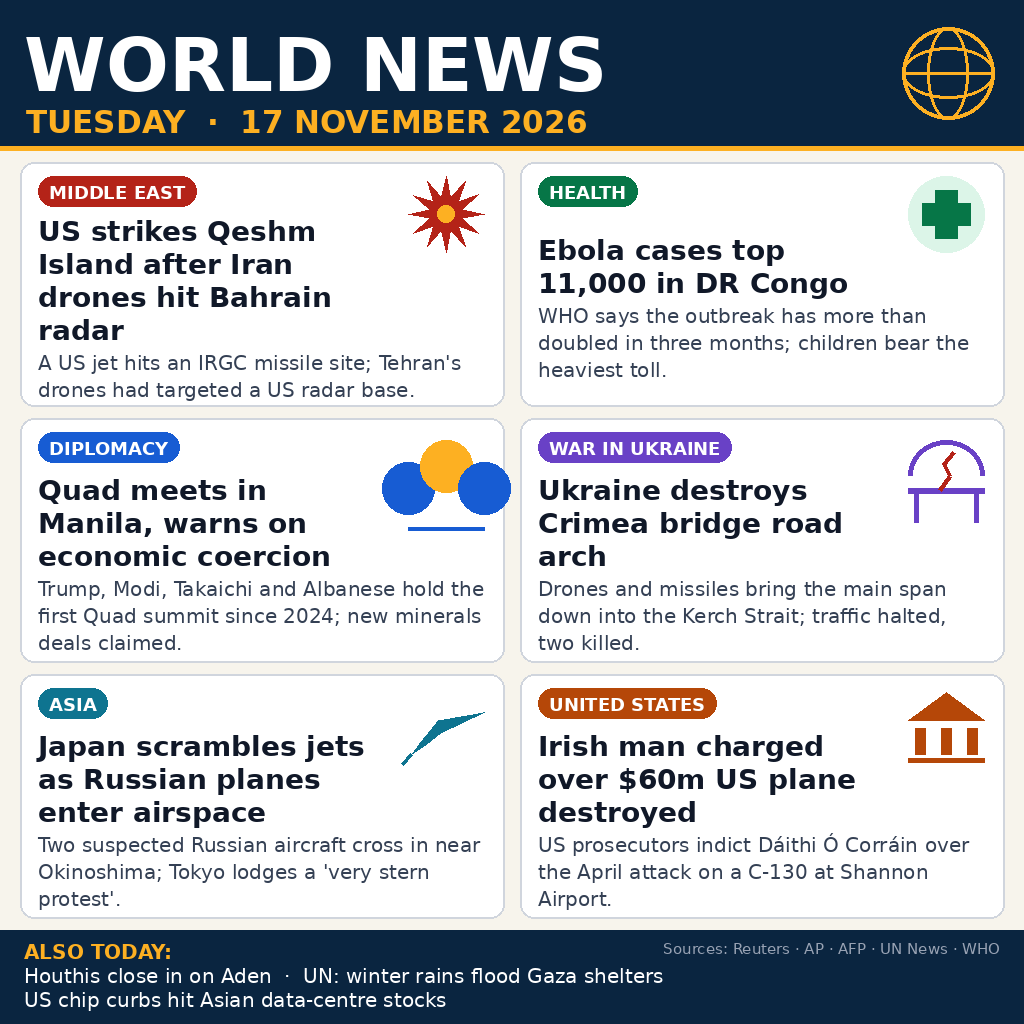 WORLD NEWS
TUESDAY · 17 NOVEMBER 2026
MIDDLE EAST
US strikes Qeshm
Island after Iran
drones hit Bahrain
radar
A US jet hits an IRGC missile site; Tehran's
drones had targeted a US radar base.
HEALTH
Ebola cases top
11,000 in DR Congo
WHO says the outbreak has more than
doubled in three months; children bear the
heaviest toll.
DIPLOMACY
Quad meets in
Manila, warns on
economic coercion
Trump, Modi, Takaichi and Albanese hold the
first Quad summit since 2024; new minerals
deals claimed.
WAR IN UKRAINE
Ukraine destroys
Crimea bridge road
arch
Drones and missiles bring the main span
down into the Kerch Strait; traffic halted,
two killed.
ASIA
Japan scrambles jets
as Russian planes
enter airspace
Two suspected Russian aircraft cross in near
Okinoshima; Tokyo lodges a 'very stern
protest'.
UNITED STATES
Irish man charged
over $60m US plane
destroyed
US prosecutors indict Dáithi Ó Corráin over
the April attack on a C-130 at Shannon
Airport.
ALSO TODAY:
Houthis close in on Aden · UN: winter rains flood Gaza shelters
US chip curbs hit Asian data-centre stocks
Sources: Reuters · AP · AFP · UN News · WHO